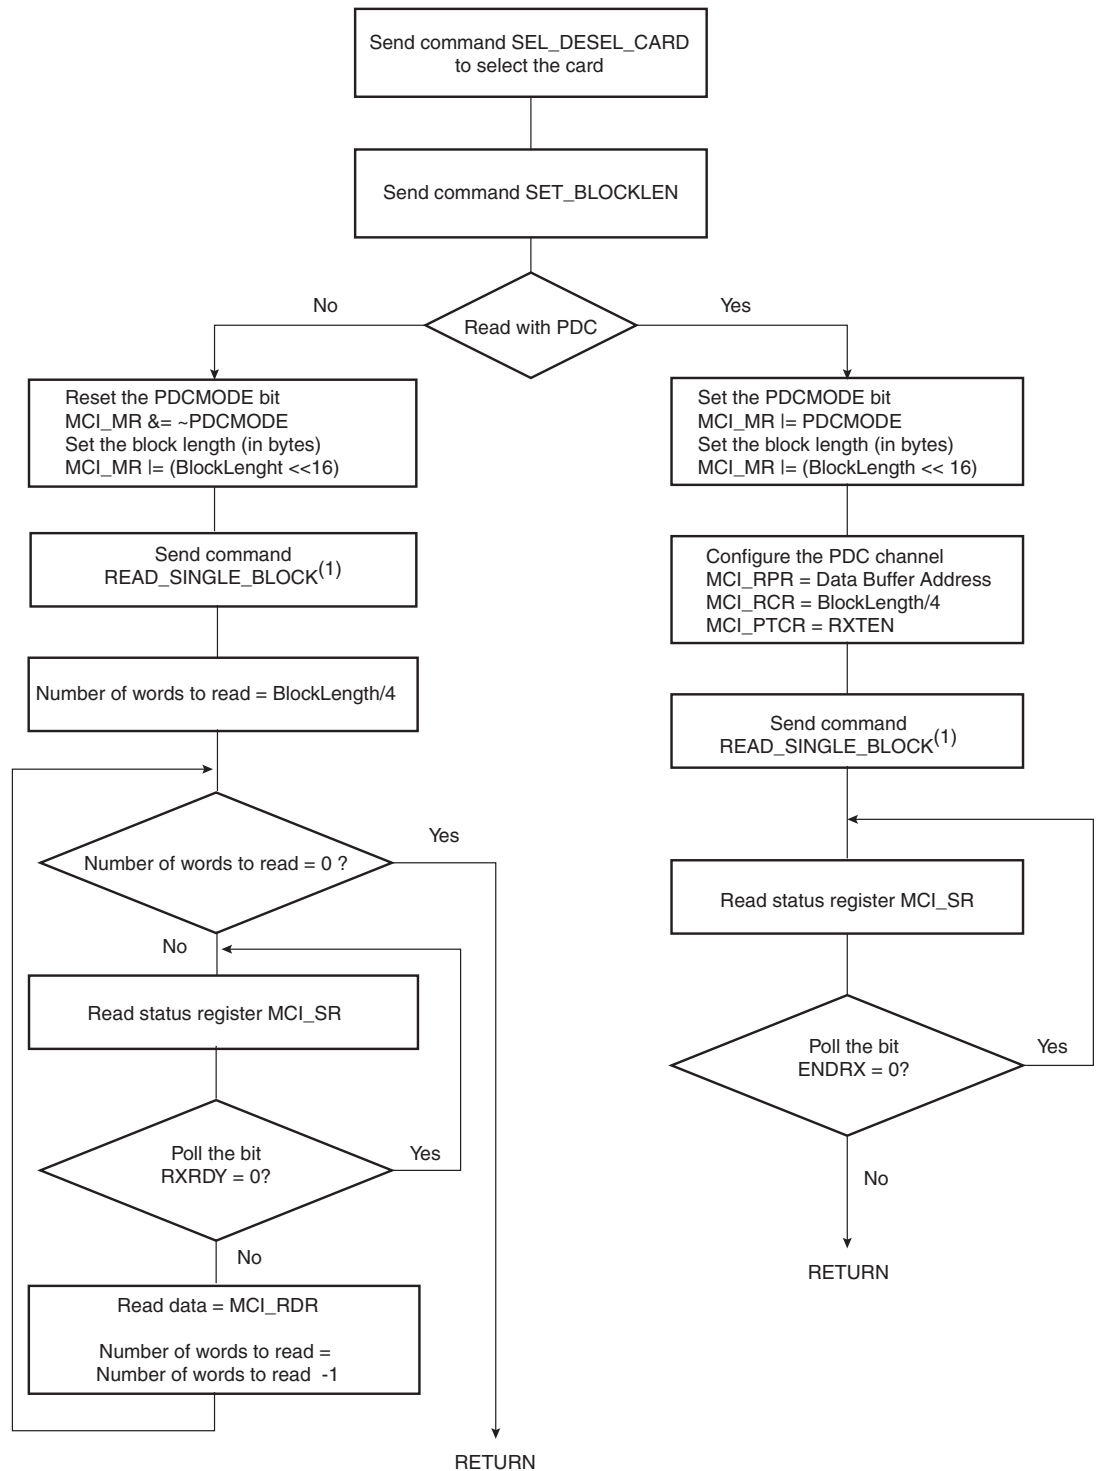 Send command SEL_DESEL_CARD
to select the card
Send command SET_BLOCKLEN
No
Yes
Read with PDC
Reset the PDCMODE bit
MCI_MR &= ~PDCMODE
Set the block length (in bytes)
MCI_MR |= (BlockLenght <<16)
Set the PDCMODE bit
MCI_MR |= PDCMODE
Set the block length (in bytes)
MCI_MR |= (BlockLength << 16)
Send command
READ_SINGLE_BLOCK(1)
Configure the PDC channel
MCI_RPR = Data Buffer Address
MCI_RCR = BlockLength/4
MCI_PTCR = RXTEN
Number of words to read = BlockLength/4
Send command
READ_SINGLE_BLOCK(1)
Number of words to read = 0 ?
Yes
Read status register MCI_SR
No
Read status register MCI_SR
Poll the bit
ENDRX = 0?
Yes
Poll the bit
RXRDY = 0?
Yes
No
No
RETURN
Read data = MCI_RDR
Number of words to read =
Number of words to read -1
RETURN